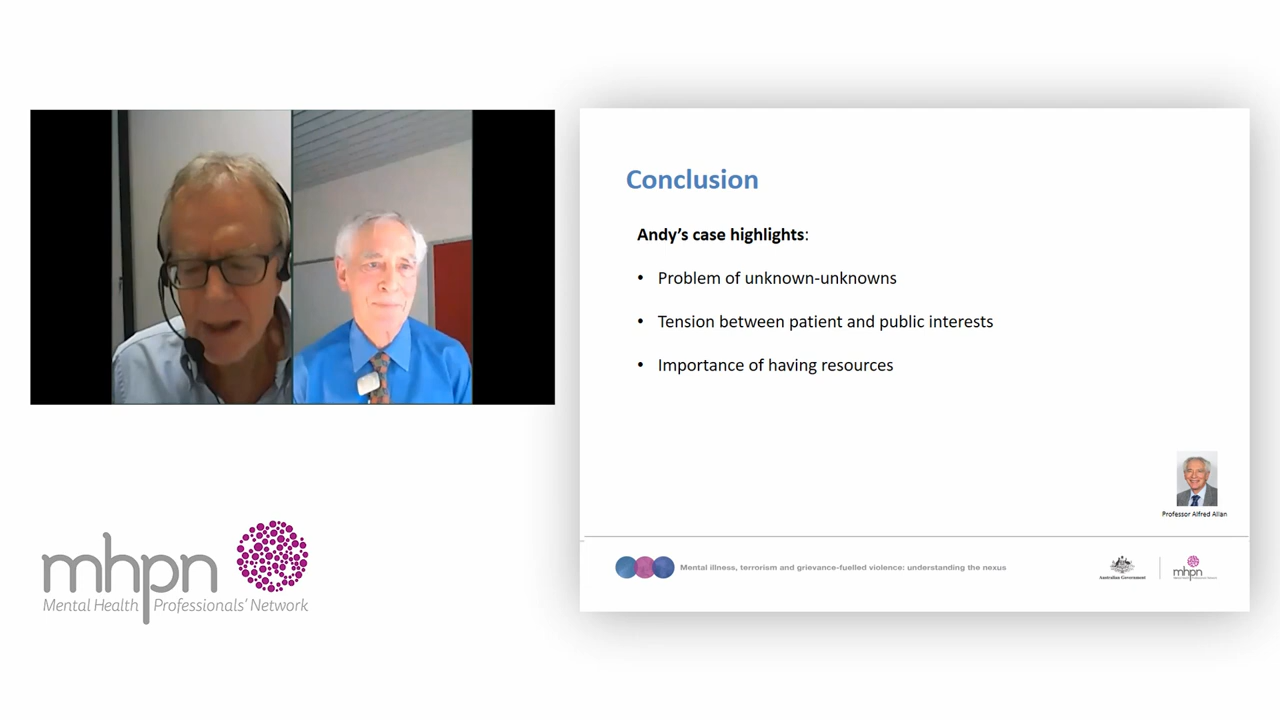 Conclusion
Andy's case highlights:
• Problem of unknown-unknowns
• Tension between patient and public interests
• Importance of having resources
Professor Alfred Allan
Mental illness, terrorism and grievance-fuelled violence: understanding the nexus
Australian Government
mhpn
mhpn
Mental Health Professionals' Network